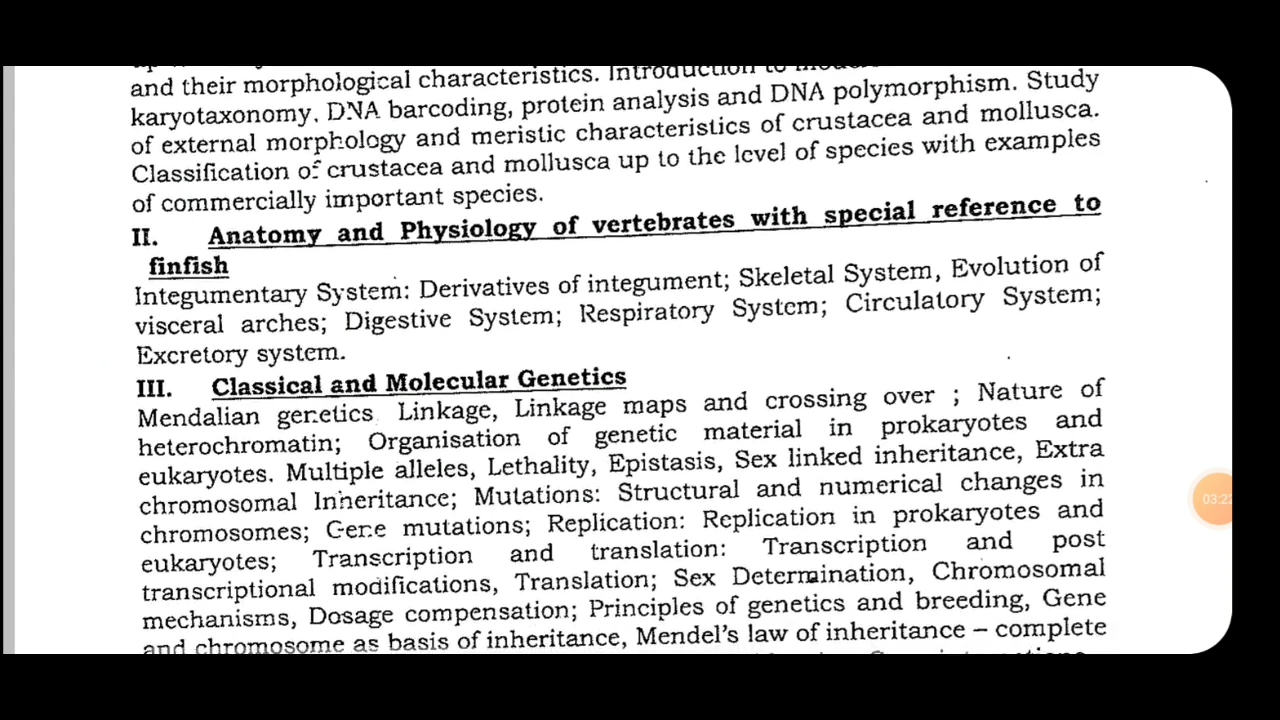 and their morphological characteristics. Introduction to
karyotaxonomy, DNA barcoding, protein analysis and DNA polymorphism. Study
of external morphology and meristic characteristics of crustacea and mollusca.
Classification of crustacea and mollusca up to the level of species with examples
of commercially important species.
II. Anatomy and Physiology of vertebrates with special reference to
finfish
Integumentary System: Derivatives of integument; Skeletal System, Evolution of
visceral arches; Digestive System; Respiratory System; Circulatory System;
Excretory system.
III. Classical and Molecular Genetics
Mendalian genetics Linkage, Linkage maps and crossing over ; Nature of
heterochromatin; Organisation of genetic material in prokaryotes and
eukaryotes. Multiple alleles, Lethality, Epistasis, Sex linked inheritance, Extra
chromosomal Inheritance; Mutations: Structural and numerical changes in
chromosomes; Gene mutations; Replication: Replication in prokaryotes and
eukaryotes; Transcription and translation: Transcription and post
transcriptional modifications, Translation; Sex Determination, Chromosomal
mechanisms, Dosage compensation; Principles of genetics and breeding, Gene
and chromosome as basis of inheritance, Mendel's law of inheritance – complete
03:22